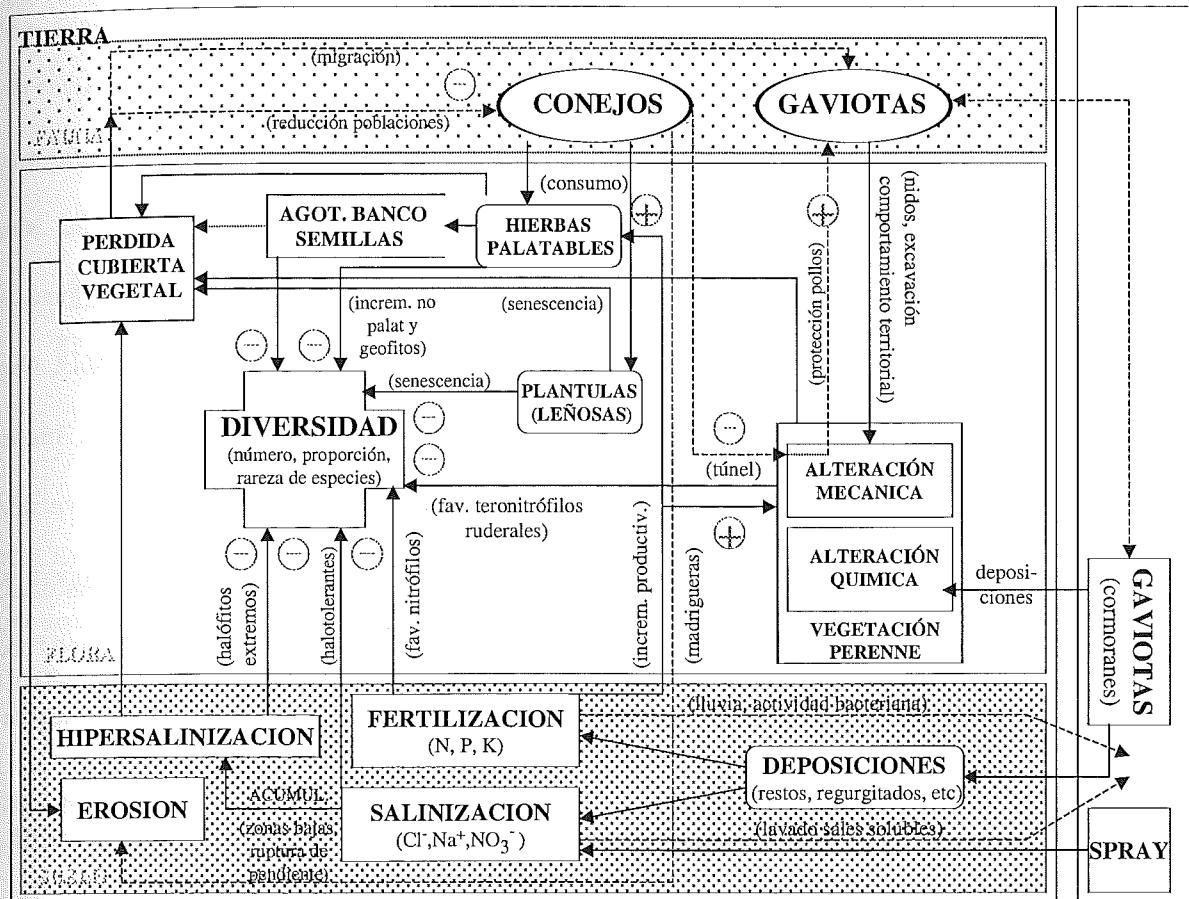 TIERRA
(migración)
CONEJOS
GAVIOTAS
(reducción poblaciones)
FAUNA
(consumo)
AGOT. BANCO
SEMILLAS
HIERBAS
PALATABLES
PERDIDA
CUBIERTA
VEGETAL
(nidos, excavación
comportamiento territorial)
(protección pollos)
(increm. no
palat y
geofitos)
(senescencia)
(senescencia)
PLANTULAS
(LEÑOSAS)
DIVERSIDAD
(número, proporción,
rareza de especies)
(túnel)
ALTERACIÓN
MECANICA
(fav. teronitrófilos
ruderales)
ALTERACIÓN
QUIMICA
VEGETACIÓN
PERENNE
deposi-
ciones
GAVIOTAS
(cormoranes)
(halófitos
extremos)
(halotolerantes)
(fav. nitrófilos)
(increm. productiv.)
(madrigueras)
FLORA
FERTILIZACION
(N, P, K)
(lluvia, actividad bacteriana)
HIPERSALINIZACION
DEPOSICIONES
(restos, regurgitados, etc)
EROSION
ACUMUL.
(zonas bajas
ruptura de
pendiente)
SALINIZACION
(Cl⁻,Na⁺,NO₃⁻)
(lavado sales solubles)
SPRAY